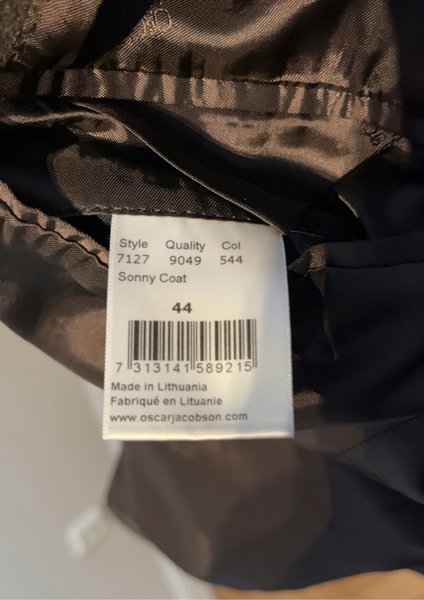 Style Quality Col
7127 9049 544
Sonny Coat
44
7 313141 589215
Made in Lithuania
Fabriqué en Lituanie
www.oscarjacobson.com